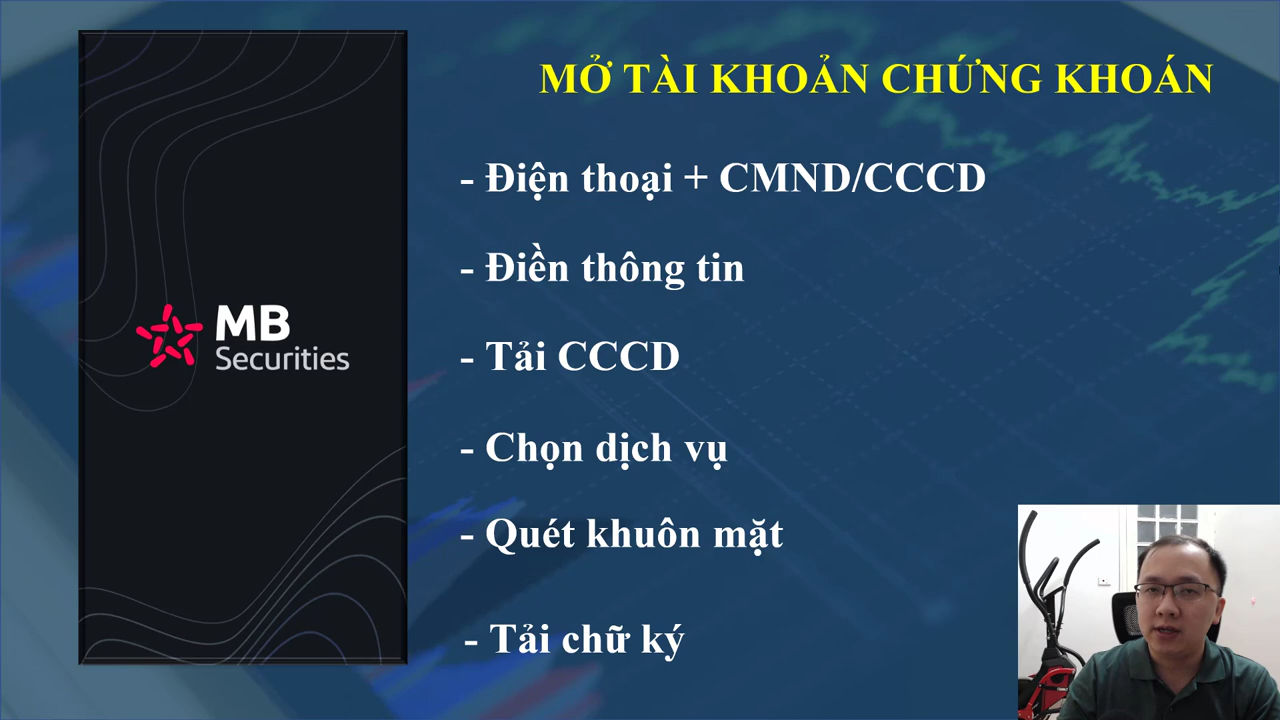 MB
Securities
MỞ TÀI KHOẢN CHỨNG KHOÁN
- Điện thoại + CMND/CCCD
- Điền thông tin
- Tải CCCD
- Chọn dịch vụ
- Quét khuôn mặt
- Tải chữ ký